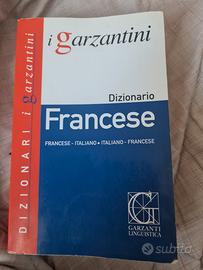 i garzantini
Dizionario
Francese
FRANCESE - ITALIANO • ITALIANO - FRANCESE
GARZANTI
LINGUISTICA
DIZIONARI i garzantini
subito